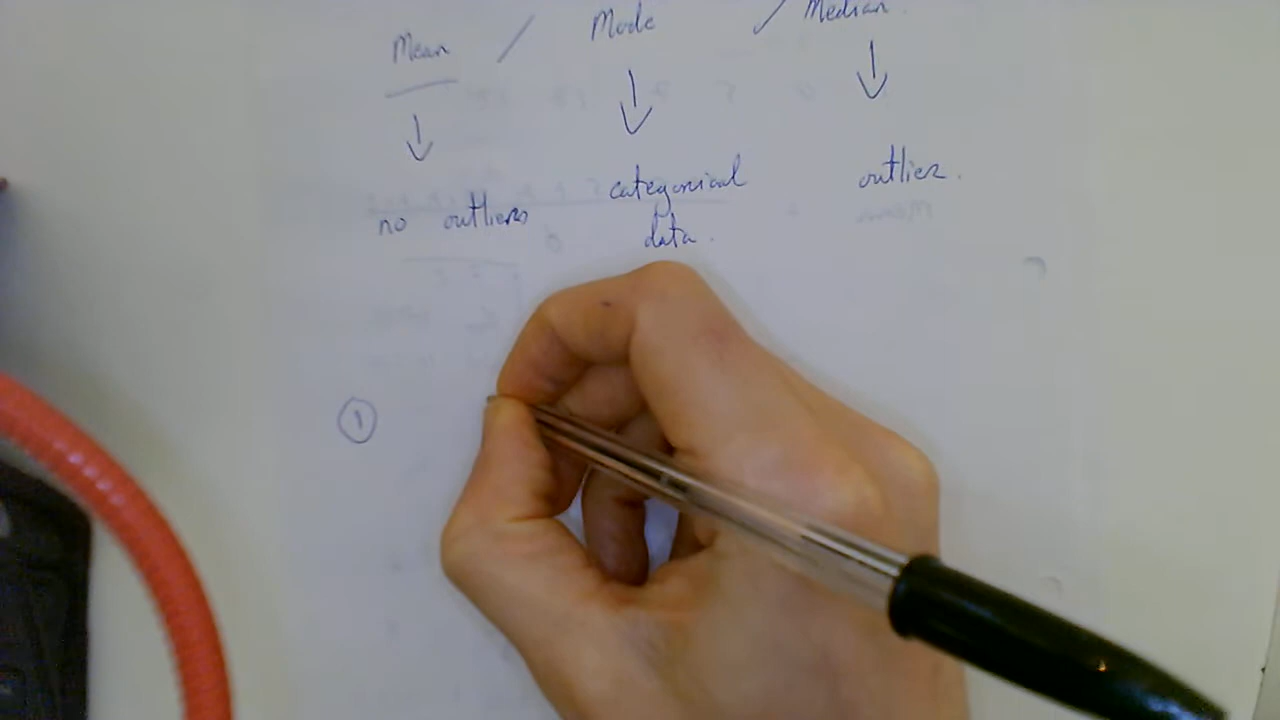 Mean / Mode / Median.
no outliers
categorical
data.
outlier.
1